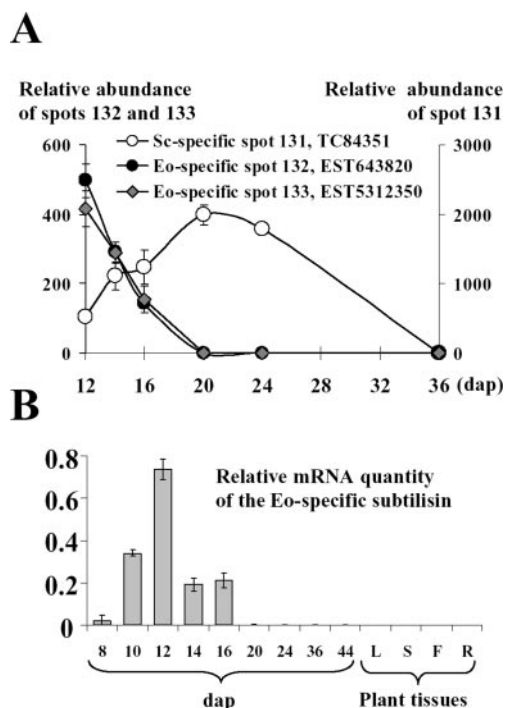 A
Relative abundance
of spots 132 and 133
Relative abundance
of spot 131
Sc-specific spot 131, TC84351
Eo-specific spot 132, EST643820
Eo-specific spot 133, EST5312350
600
400
200
0
3000
2000
1000
0
12 16 20 24 28 32 36 (dap)
B
Relative mRNA quantity
of the Eo-specific subtilisin
0.8
0.6
0.4
0.2
0
8 10 12 14 16 20 24 36 44 L S F R
dap Plant tissues